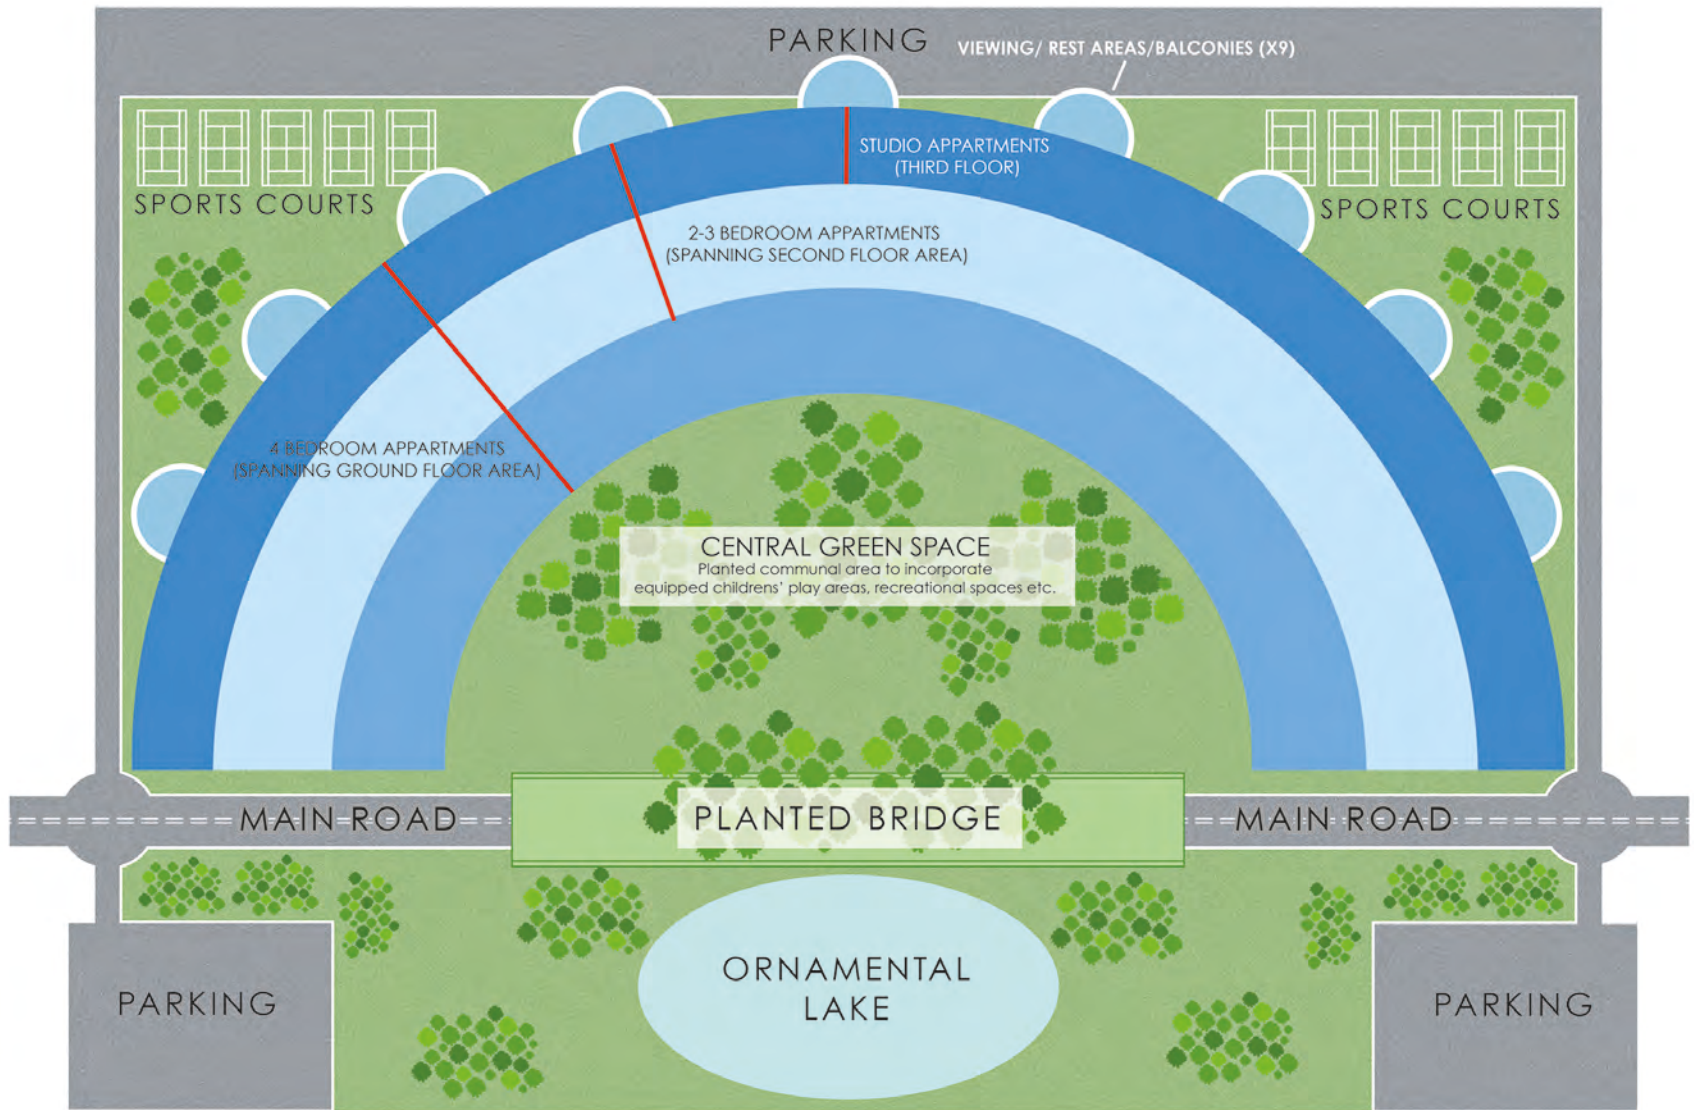 PARKING
VIEWING/ REST AREAS/BALCONIES (X9)
STUDIO APPARTMENTS
(THIRD FLOOR)
SPORTS COURTS
SPORTS COURTS
2-3 BEDROOM APPARTMENTS
(SPANNING SECOND FLOOR AREA)
4 BEDROOM APPARTMENTS
(SPANNING GROUND FLOOR AREA)
CENTRAL GREEN SPACE
Planted communal area to incorporate
equipped childrens' play areas, recreational spaces etc.
MAIN ROAD
PLANTED BRIDGE
MAIN ROAD
ORNAMENTAL
LAKE
PARKING
PARKING